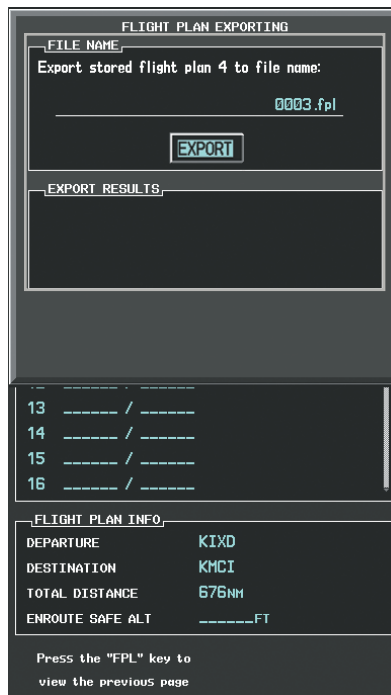 FLIGHT PLAN EXPORTING
FILE NAME
Export stored flight plan 4 to file name:
0003.fpl
EXPORT
EXPORT RESULTS
13 ______ / ______
14 ______ / ______
15 ______ / ______
16 ______ / ______
FLIGHT PLAN INFO
DEPARTURE KIXD
DESTINATION KMCI
TOTAL DISTANCE 676NM
ENROUTE SAFE ALT ______FT
Press the "FPL" key to
view the previous page